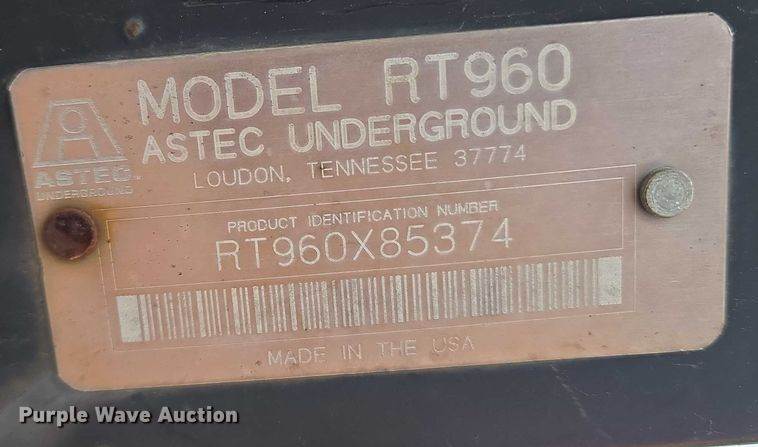 MODEL RT960
ASTEC UNDERGROUND
LOUDON, TENNESSEE 37774
ASTEC
UNDERGROUND
PRODUCT IDENTIFICATION NUMBER
RT960X85374
MADE IN THE USA
Purple Wave Auction